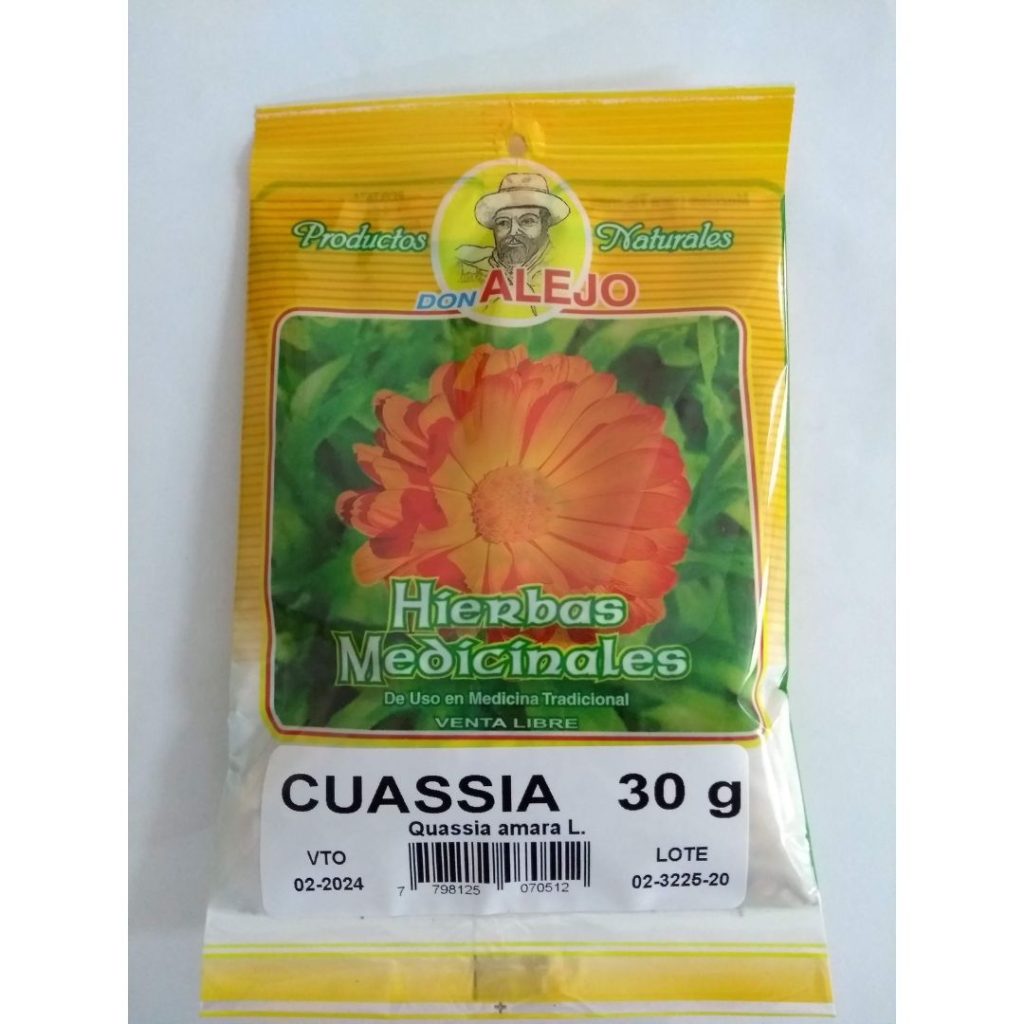 Productos Naturales
DON ALEJO
Hierbas
Medicinales
De Uso en Medicina Tradicional
VENTA LIBRE
CUASSIA 30 g
Quassia amara L.
VTO
02-2024
7 798125 070512
LOTE
02-3225-20